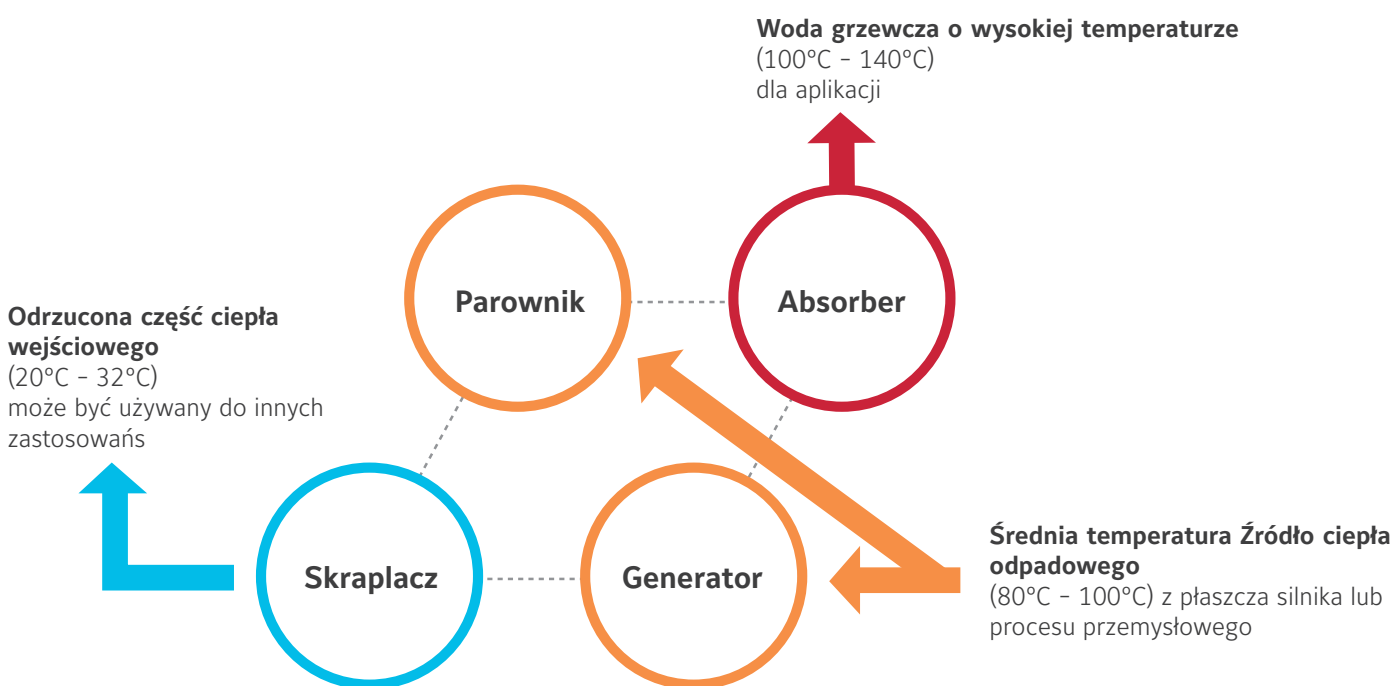 Woda grzewcza o wysokiej temperaturze
(100°C – 140°C)
dla aplikacji
Parownik
Absorber
Odrzucona część ciepła
wejściowego
(20°C – 32°C)
może być używany do innych
zastosowańs
Skraplacz
Generator
Średnia temperatura Źródło ciepła
odpadowego
(80°C – 100°C) z płaszcza silnika lub
procesu przemysłowego